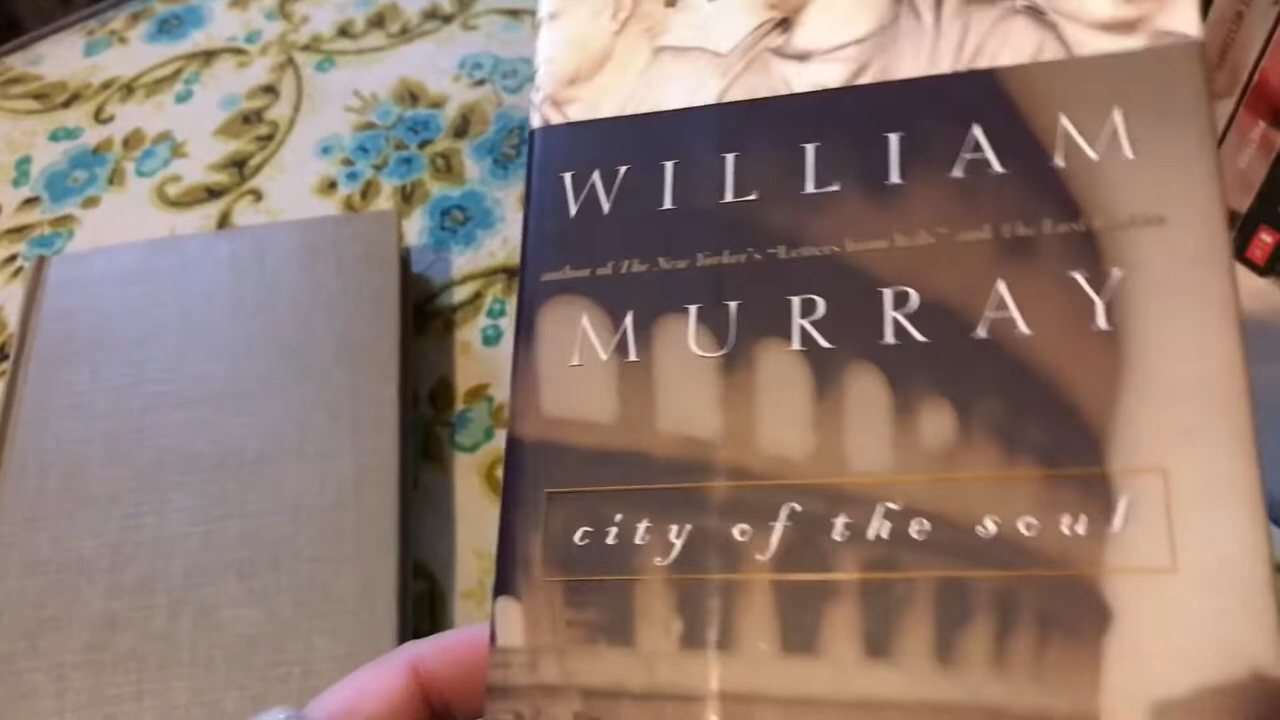 WILLIAM
author of The New Yorker's "Letters from Italy" and The Last Italian
MURRAY
city of the soul